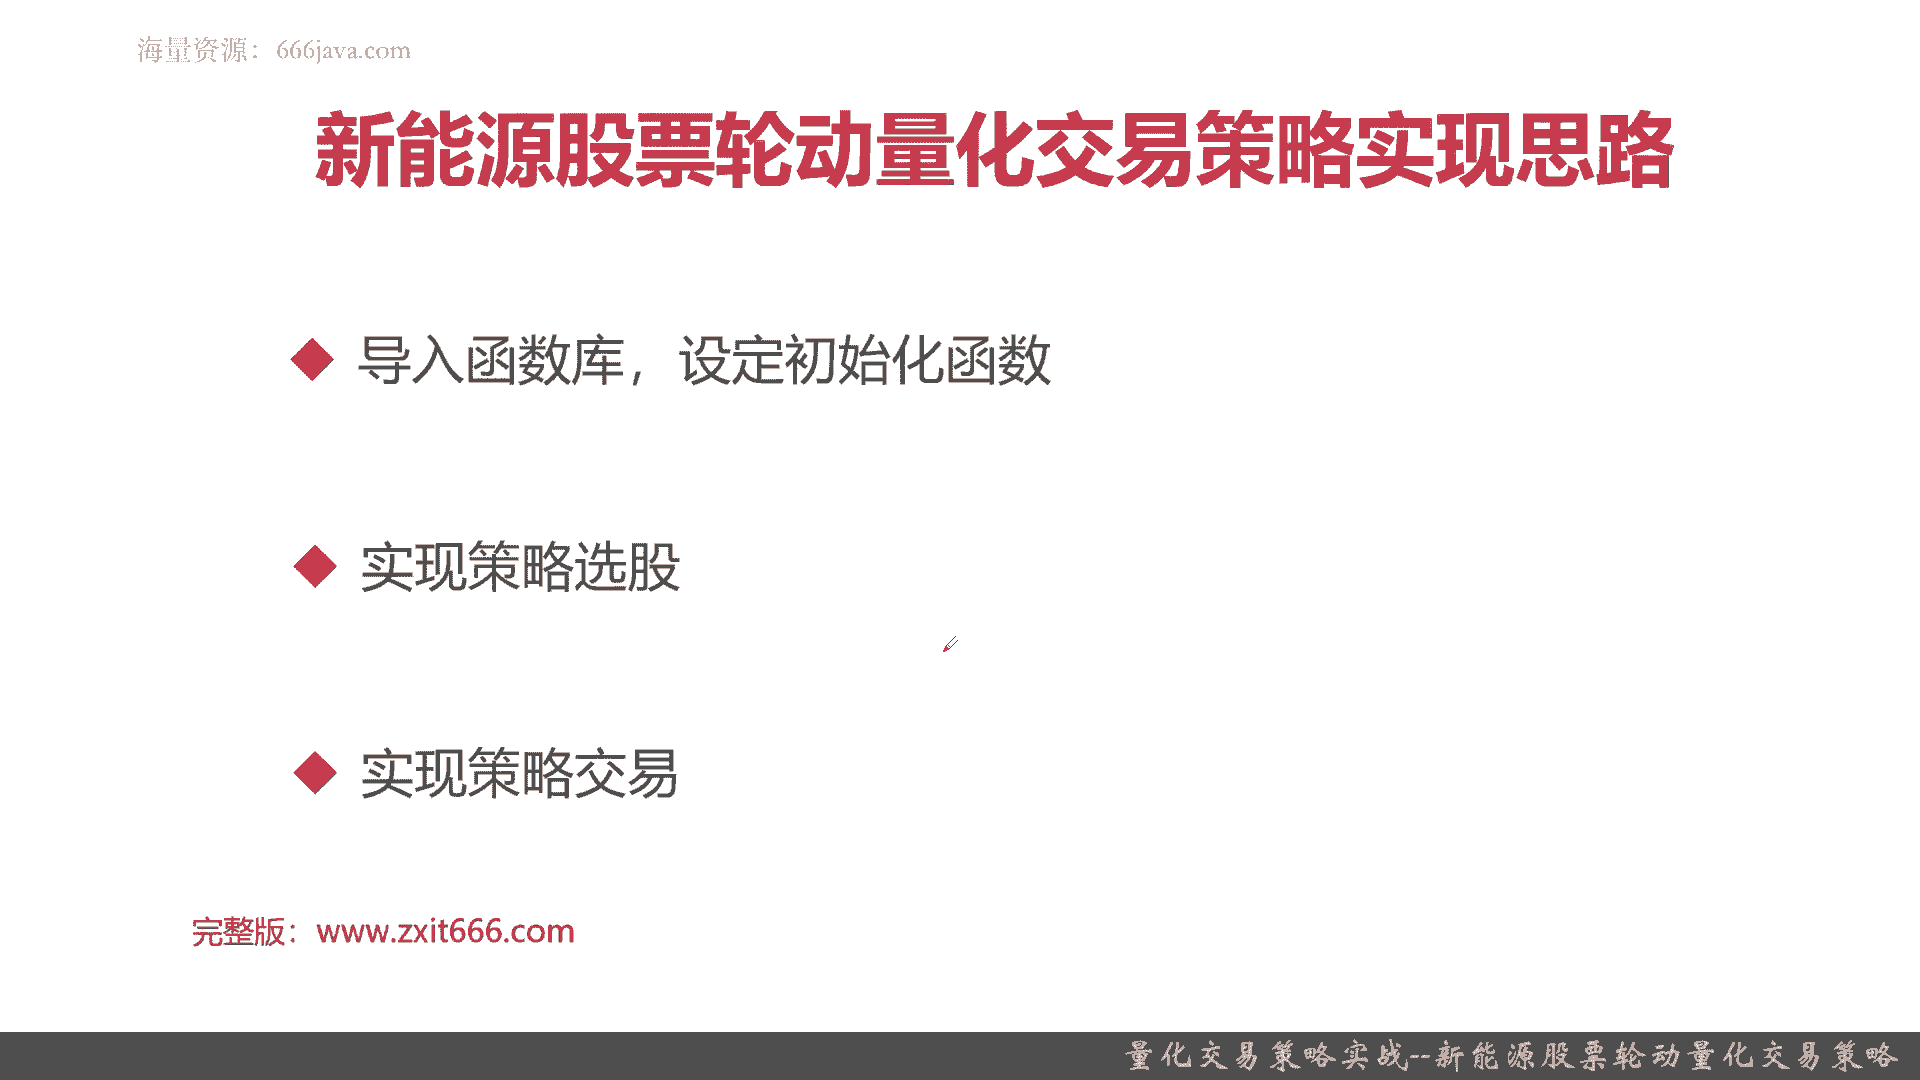 海量资源：666java.com
新能源股票轮动量化交易策略实现思路
导入函数库，设定初始化函数
实现策略选股
实现策略交易
完整版：www.zxit666.com
量化交易策略实战--新能源股票轮动量化交易策略